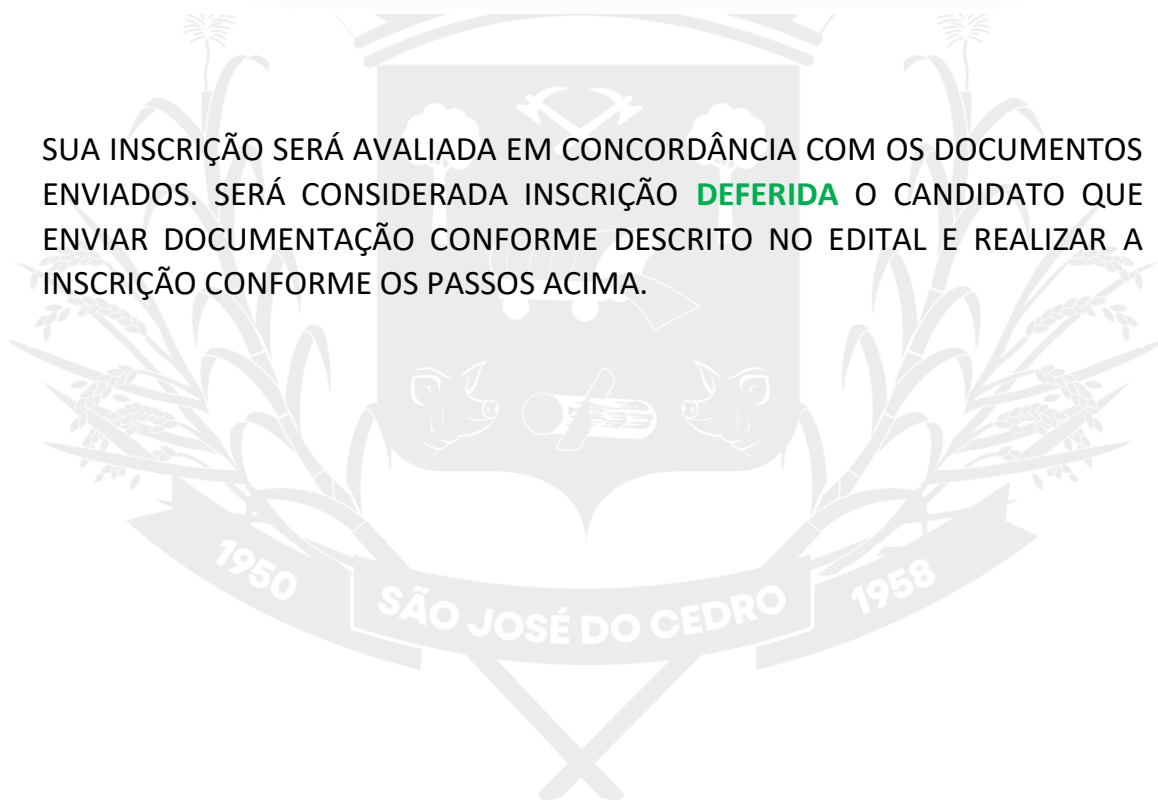 SUA INSCRIÇÃO SERÁ AVALIADA EM CONCORDÂNCIA COM OS DOCUMENTOS
ENVIADOS. SERÁ CONSIDERADA INSCRIÇÃO DEFERIDA O CANDIDATO QUE
ENVIAR DOCUMENTAÇÃO CONFORME DESCRITO NO EDITAL E REALIZAR A
INSCRIÇÃO CONFORME OS PASSOS ACIMA.
1950
SÃO JOSÉ DO CEDRO
1958